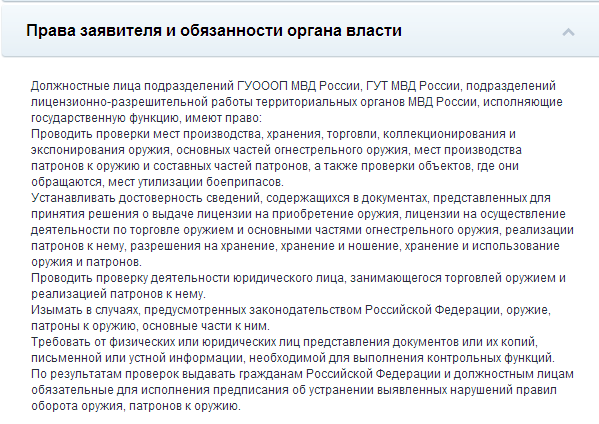 Права заявителя и обязанности органа власти
Должностные лица подразделений ГУОООП МВД России, ГУТ МВД России, подразделений
лицензионно-разрешительной работы территориальных органов МВД России, исполняющие
государственную функцию, имеют право:
Проводить проверки мест производства, хранения, торговли, коллекционирования и
экспонирования оружия, основных частей огнестрельного оружия, мест производства
патронов к оружию и составных частей патронов, а также проверки объектов, где они
обращаются, мест утилизации боеприпасов.
Устанавливать достоверность сведений, содержащихся в документах, представленных для
принятия решения о выдаче лицензии на приобретение оружия, лицензии на осуществление
деятельности по торговле оружием и основными частями огнестрельного оружия, реализации
патронов к нему, разрешения на хранение, хранение и ношение, хранение и использование
оружия и патронов.
Проводить проверку деятельности юридического лица, занимающегося торговлей оружием и
реализацией патронов к нему.
Изымать в случаях, предусмотренных законодательством Российской Федерации, оружие,
патроны к оружию, основные части к ним.
Требовать от физических или юридических лиц представления документов или их копий,
письменной или устной информации, необходимой для выполнения контрольных функций.
По результатам проверок выдавать гражданам Российской Федерации и должностным лицам
обязательные для исполнения предписания об устранении выявленных нарушений правил
оборота оружия, патронов к оружию.